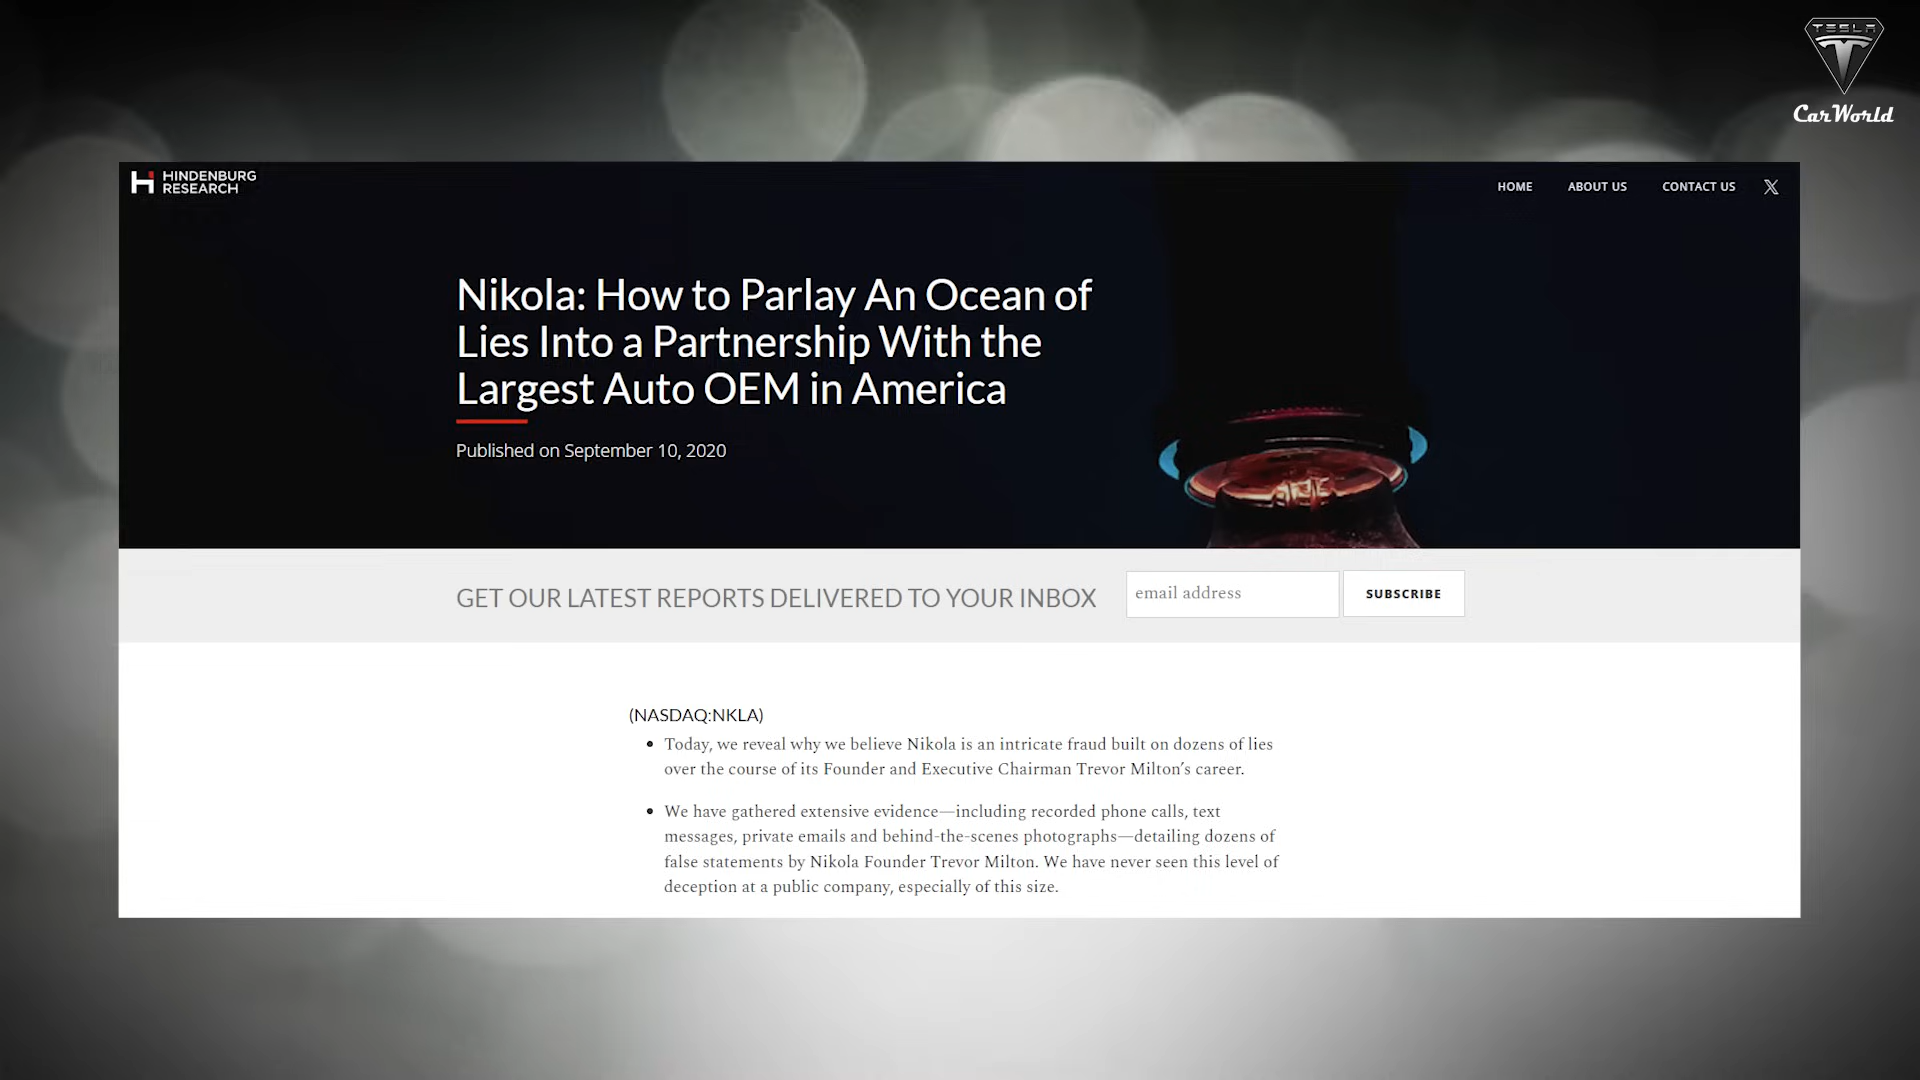 TESLA
CarWorld
HINDENBURG
RESEARCH
HOME
ABOUT US
CONTACT US
Nikola: How to Parlay An Ocean of
Lies Into a Partnership With the
Largest Auto OEM in America
Published on September 10, 2020
GET OUR LATEST REPORTS DELIVERED TO YOUR INBOX
email address
SUBSCRIBE
(NASDAQ:NKLA)
• Today, we reveal why we believe Nikola is an intricate fraud built on dozens of lies
over the course of its Founder and Executive Chairman Trevor Milton’s career.
• We have gathered extensive evidence—including recorded phone calls, text
messages, private emails and behind-the-scenes photographs—detailing dozens of
false statements by Nikola Founder Trevor Milton. We have never seen this level of
deception at a public company, especially of this size.